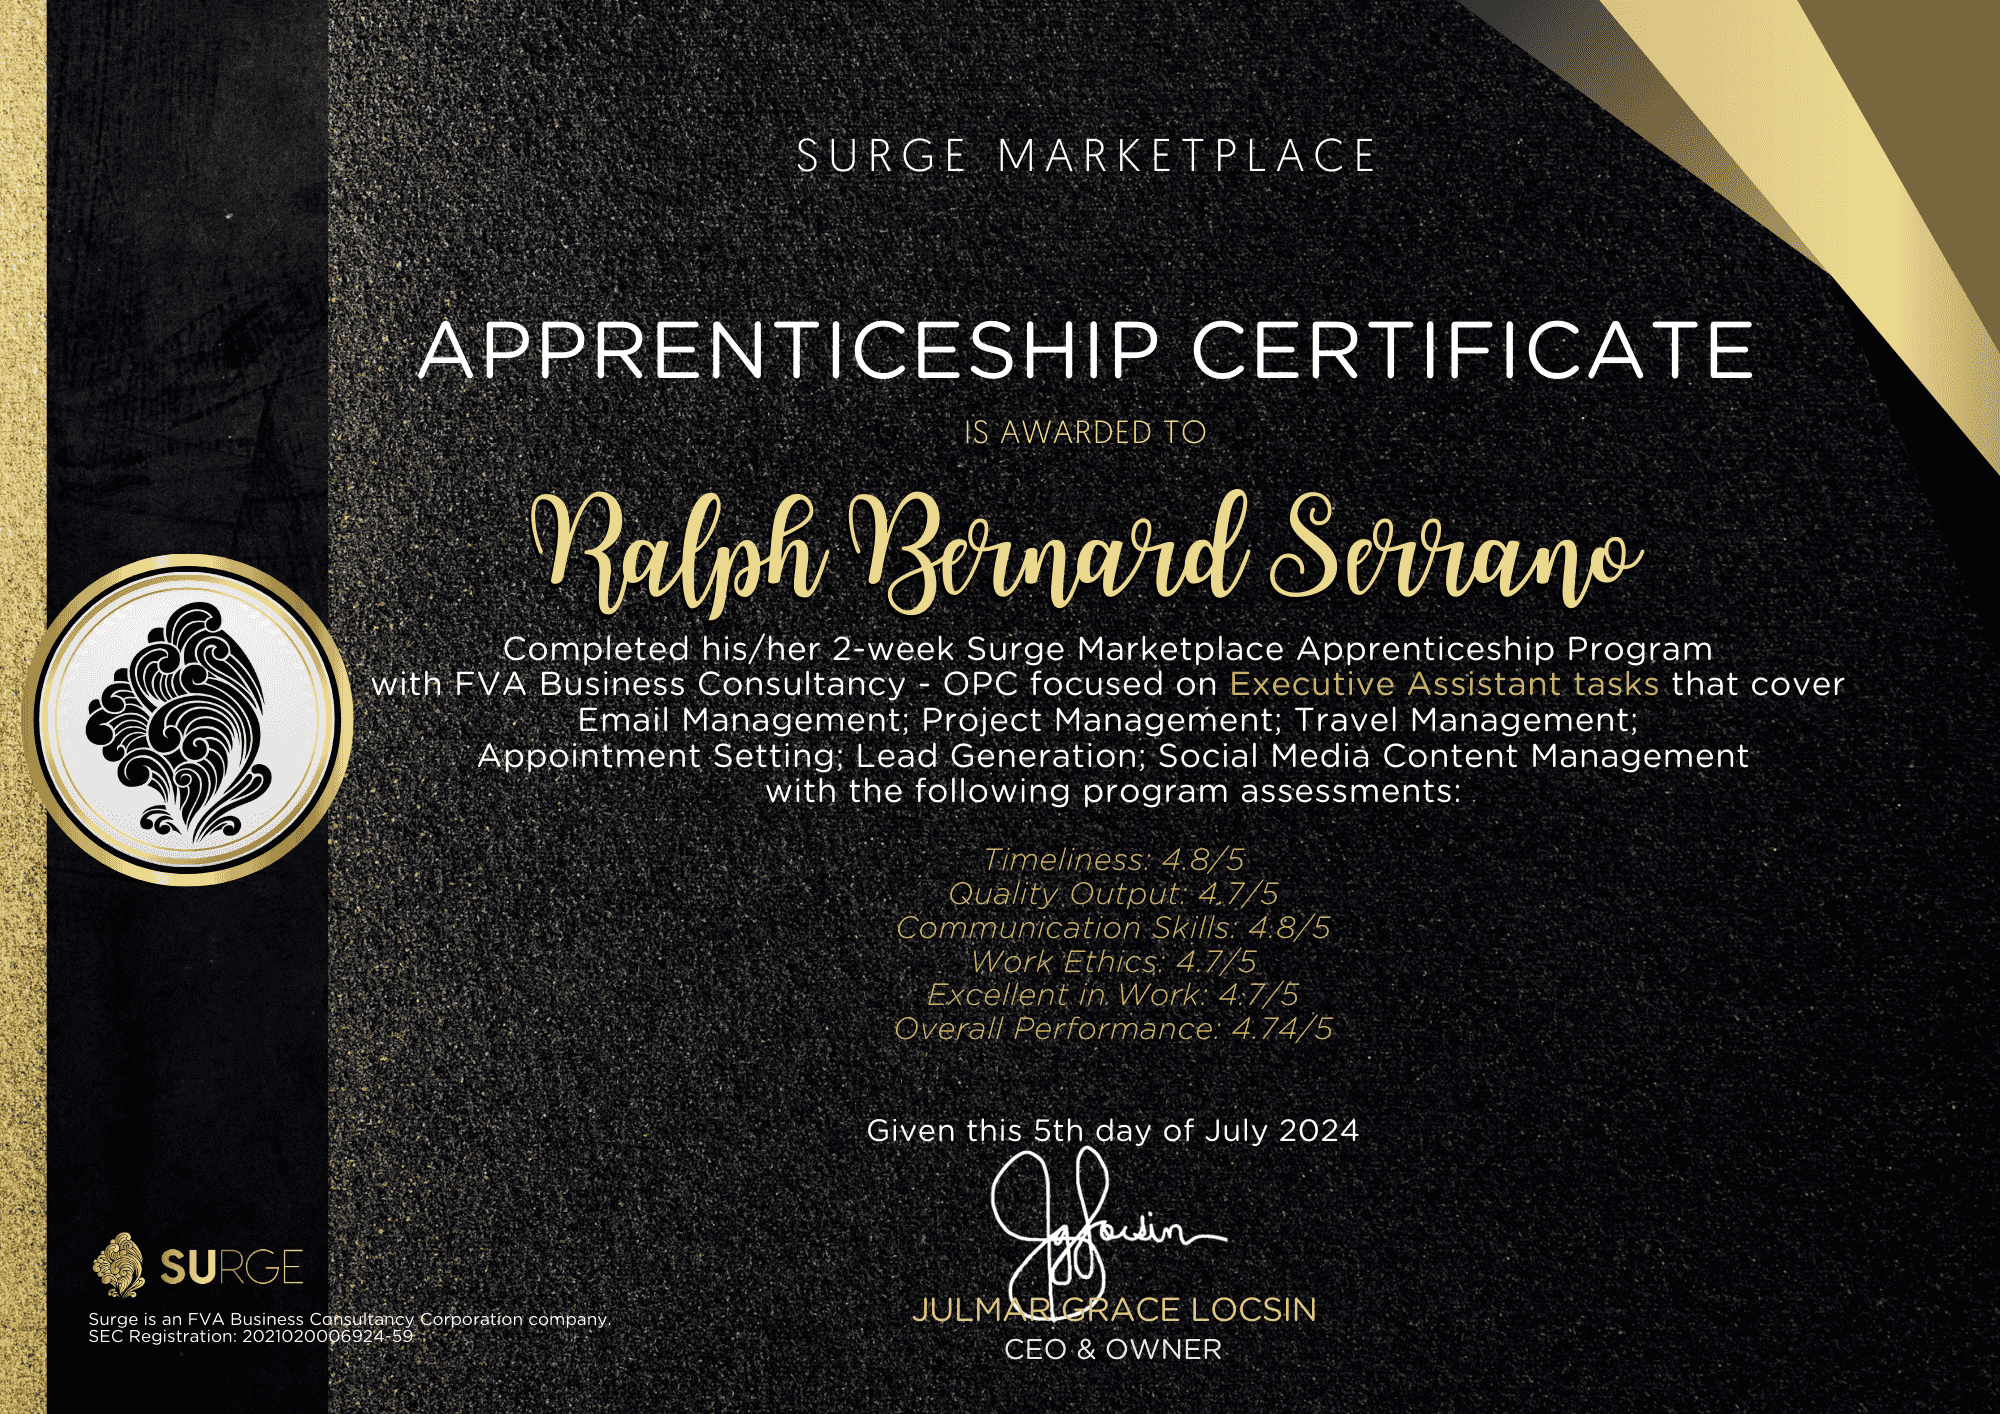 SURGE MARKETPLACE
APPRENTICESHIP CERTIFICATE
IS AWARDED TO
Ralph Bernard Serrano
Completed his/her 2-week Surge Marketplace Apprenticeship Program
with FVA Business Consultancy - OPC focused on Executive Assistant tasks that cover
Email Management; Project Management; Travel Management;
Appointment Setting; Lead Generation; Social Media Content Management
with the following program assessments:
Timeliness: 4.8/5
Quality Output: 4.7/5
Communication Skills: 4.8/5
Work Ethics: 4.7/5
Excellent in Work: 4.7/5
Overall Performance: 4.74/5
Given this 5th day of July 2024
Jglocsin
JULMAR GRACE LOCSIN
CEO & OWNER
SURGE
Surge is an FVA Business Consultancy Corporation company.
SEC Registration: 2021020006924-59